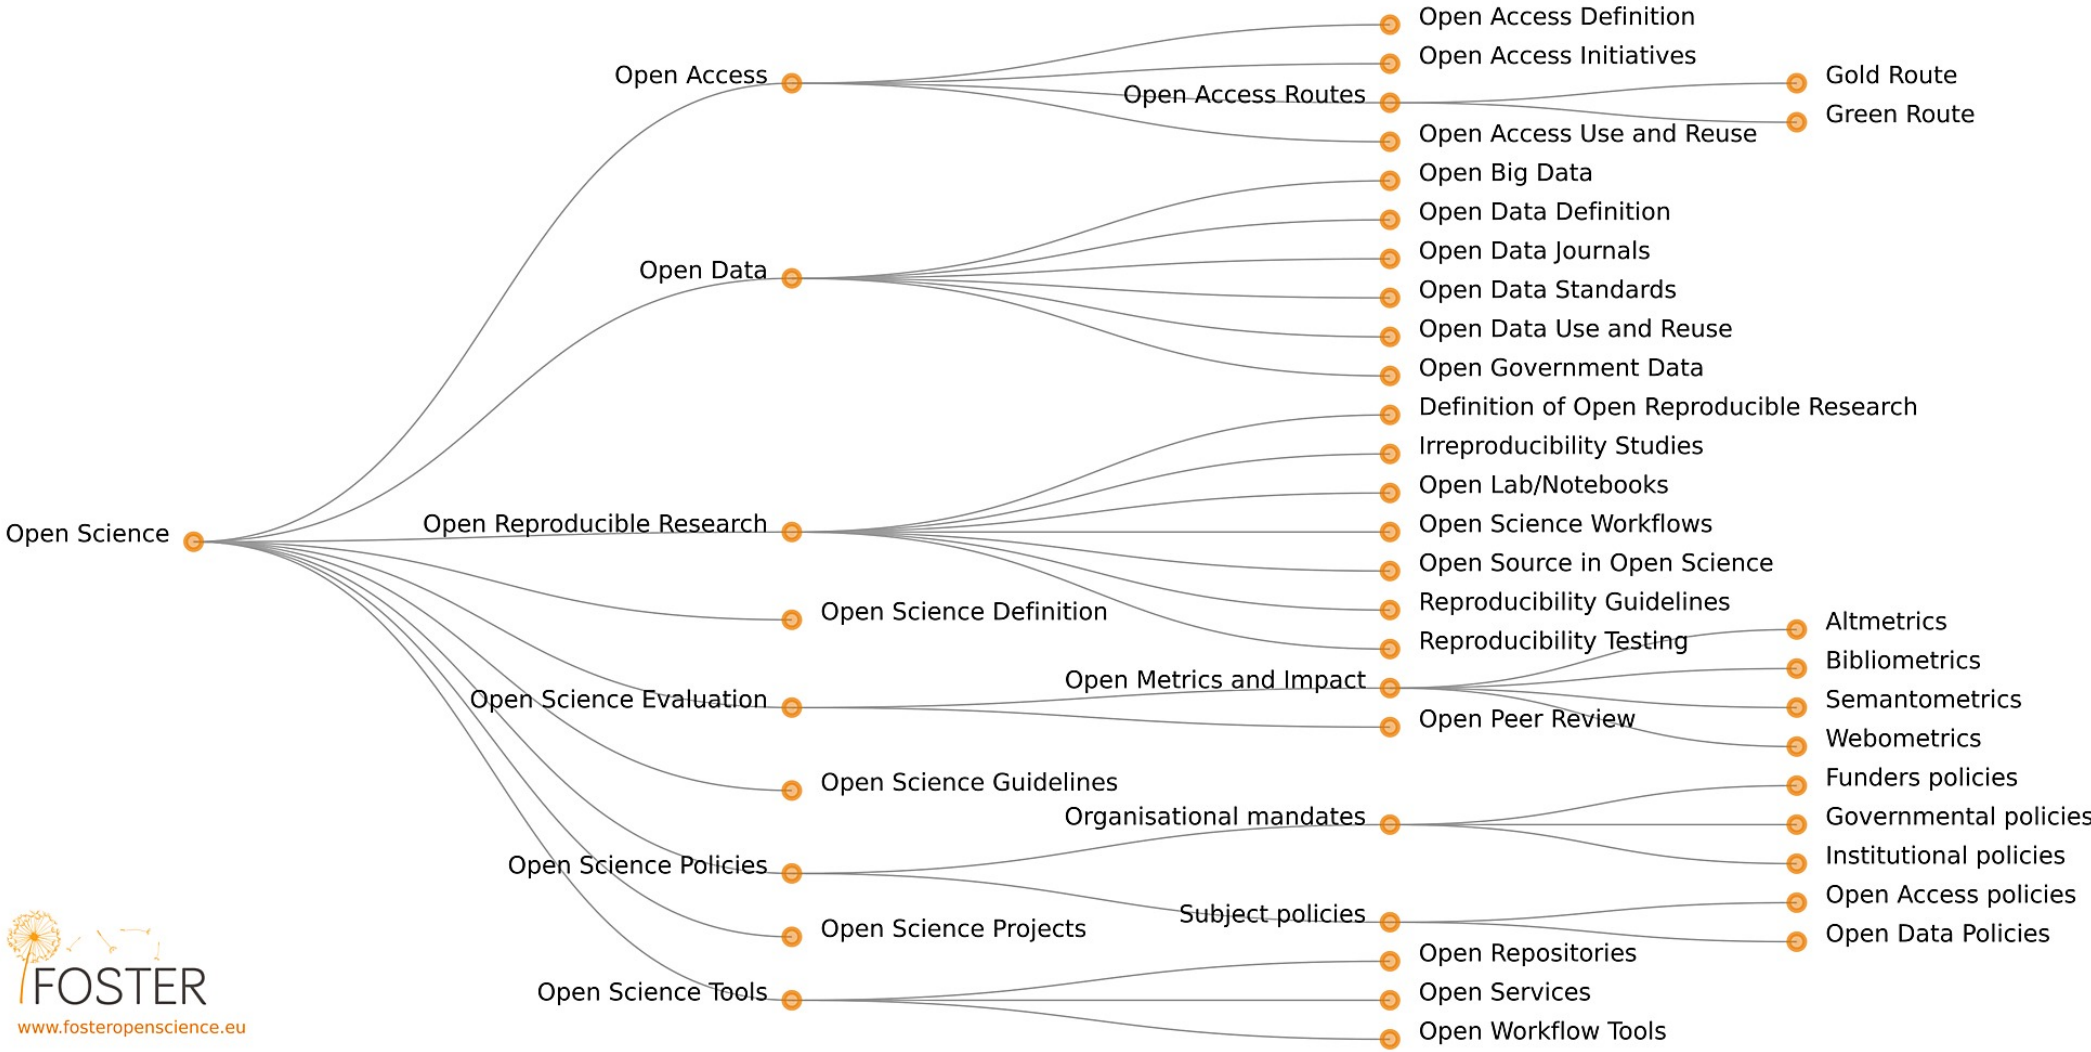 Open Science
Open Access
Open Access Definition
Open Access Initiatives
Open Access Routes
Gold Route
Green Route
Open Access Use and Reuse
Open Data
Open Big Data
Open Data Definition
Open Data Journals
Open Data Standards
Open Data Use and Reuse
Open Government Data
Open Reproducible Research
Definition of Open Reproducible Research
Irreproducibility Studies
Open Lab/Notebooks
Open Science Workflows
Open Source in Open Science
Reproducibility Guidelines
Reproducibility Testing
Open Science Definition
Open Science Evaluation
Open Metrics and Impact
Altmetrics
Bibliometrics
Semantometrics
Webometrics
Open Peer Review
Open Science Guidelines
Open Science Policies
Organisational mandates
Funders policies
Governmental policies
Institutional policies
Subject policies
Open Access policies
Open Data Policies
Open Science Projects
Open Science Tools
Open Repositories
Open Services
Open Workflow Tools
FOSTER
www.fosteropenscience.eu